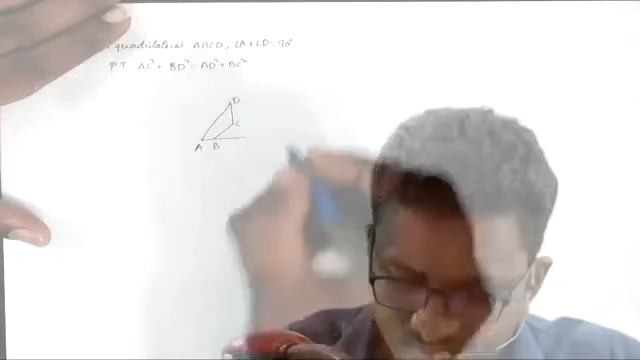 quadrilateral ABCD, ∠A+∠D=90°
PT AC²+ BD² = AD²+ BC²
D
C
A B